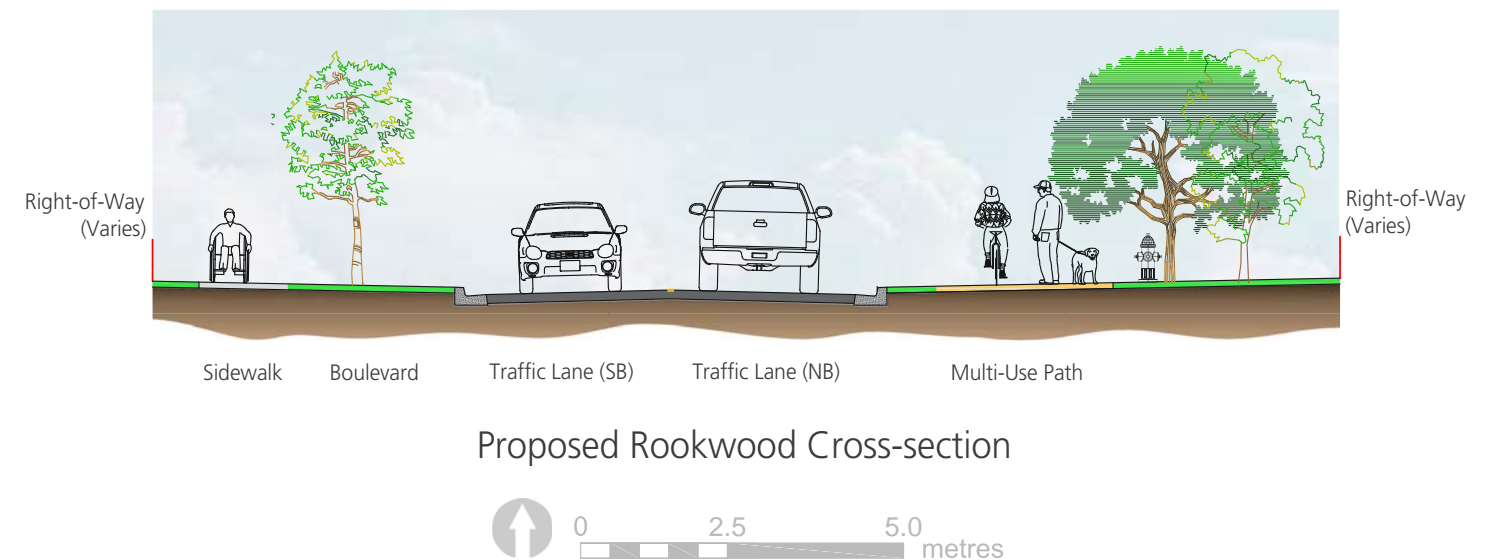 Right-of-Way
(Varies)
Right-of-Way
(Varies)
Sidewalk
Boulevard
Traffic Lane (SB)
Traffic Lane (NB)
Multi-Use Path
Proposed Rookwood Cross-section
0
2.5
5.0
metres